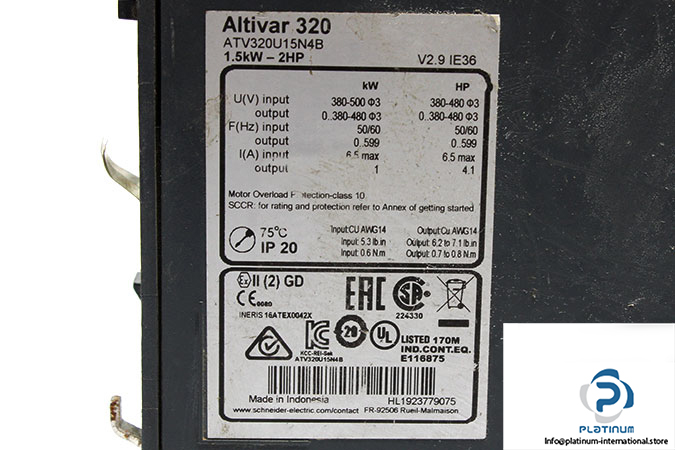 Altivar 320
ATV320U15N4B
1.5kW – 2HP V2.9 IE36
kW HP
U(V) input 380-500 Φ3 380-480 Φ3
output 0..380-480 Φ3 0..380-480 Φ3
F(Hz) input 50/60 50/60
output 0..599 0..599
I(A) input 6.5 max 6.5 max
output 4.1
Motor Overload class 10
SCCR: for rating and protection refer to Annex of getting started
75°C
IP 20
Input:CU AWG14 Output:Cu AWG14
Input: 5.3 lb.in Output: 6.2 to 7.1 lb.in
Input: 0.6 N.m Output: 0.7 to 0.8 N.m
Ex II (2) GD
CE 0080
INERIS 16ATEX0042X
EAC
SA
224330
KC
KCC-REI-Sek
ATV320U15N4B
20
UL
LISTED 170M
IND.CONT.EQ.
E116875
Made in Indonesia HL1923779075
www.schneider-electric.com/contact FR-92506 Rueil-Malmaison
PLATINUM
Info@platinum-international.store